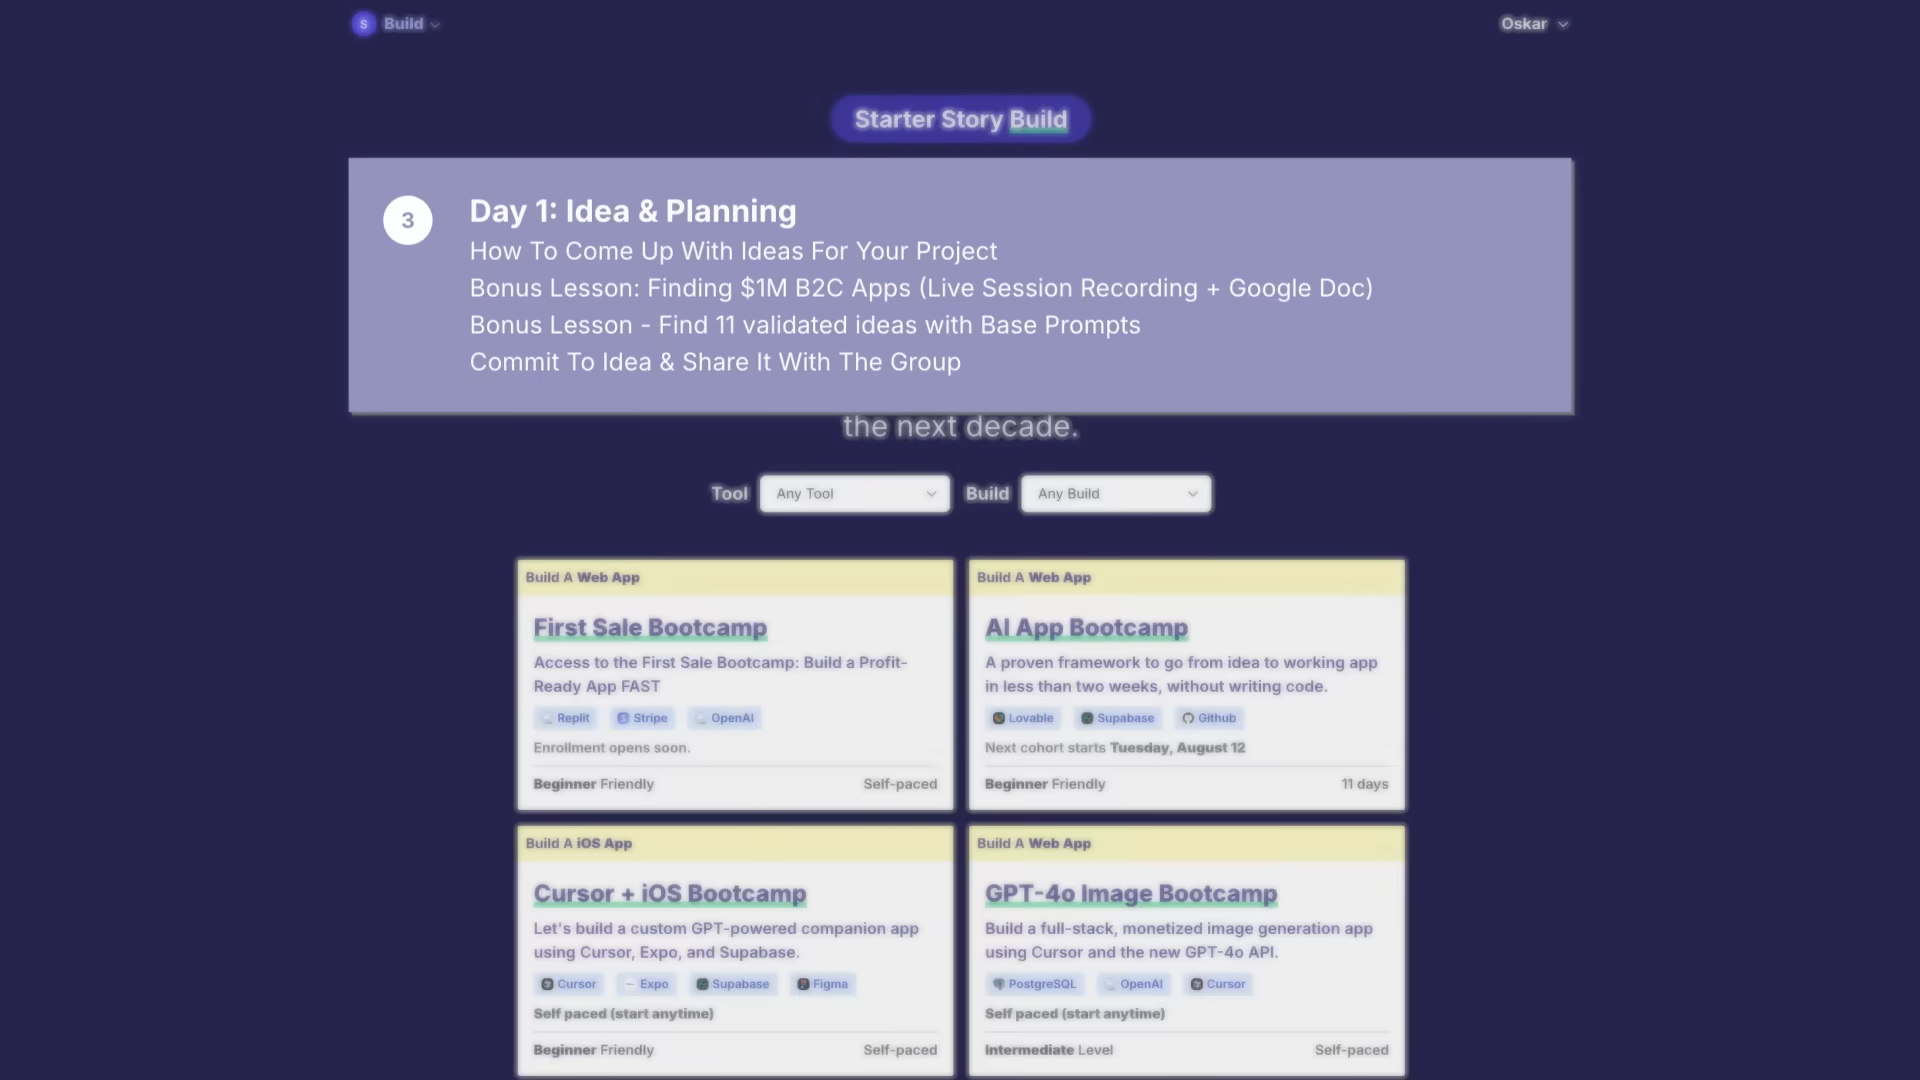 S Build
Oskar
Starter Story Build
3
Day 1: Idea & Planning
How To Come Up With Ideas For Your Project
Bonus Lesson: Finding $1M B2C Apps (Live Session Recording + Google Doc)
Bonus Lesson - Find 11 validated ideas with Base Prompts
Commit To Idea & Share It With The Group
the next decade.
Tool Any Tool Build Any Build
Build A Web App
First Sale Bootcamp
Access to the First Sale Bootcamp: Build a Profit-
Ready App FAST
Replit Stripe OpenAI
Enrollment opens soon.
Beginner Friendly Self-paced
Build A Web App
AI App Bootcamp
A proven framework to go from idea to working app
in less than two weeks, without writing code.
Lovable Supabase Github
Next cohort starts Tuesday, August 12
Beginner Friendly 11 days
Build A iOS App
Cursor + iOS Bootcamp
Let's build a custom GPT-powered companion app
using Cursor, Expo, and Supabase.
Cursor Expo Supabase Figma
Self paced (start anytime)
Beginner Friendly Self-paced
Build A Web App
GPT-4o Image Bootcamp
Build a full-stack, monetized image generation app
using Cursor and the new GPT-4o API.
PostgreSQL OpenAI Cursor
Self paced (start anytime)
Intermediate Level Self-paced